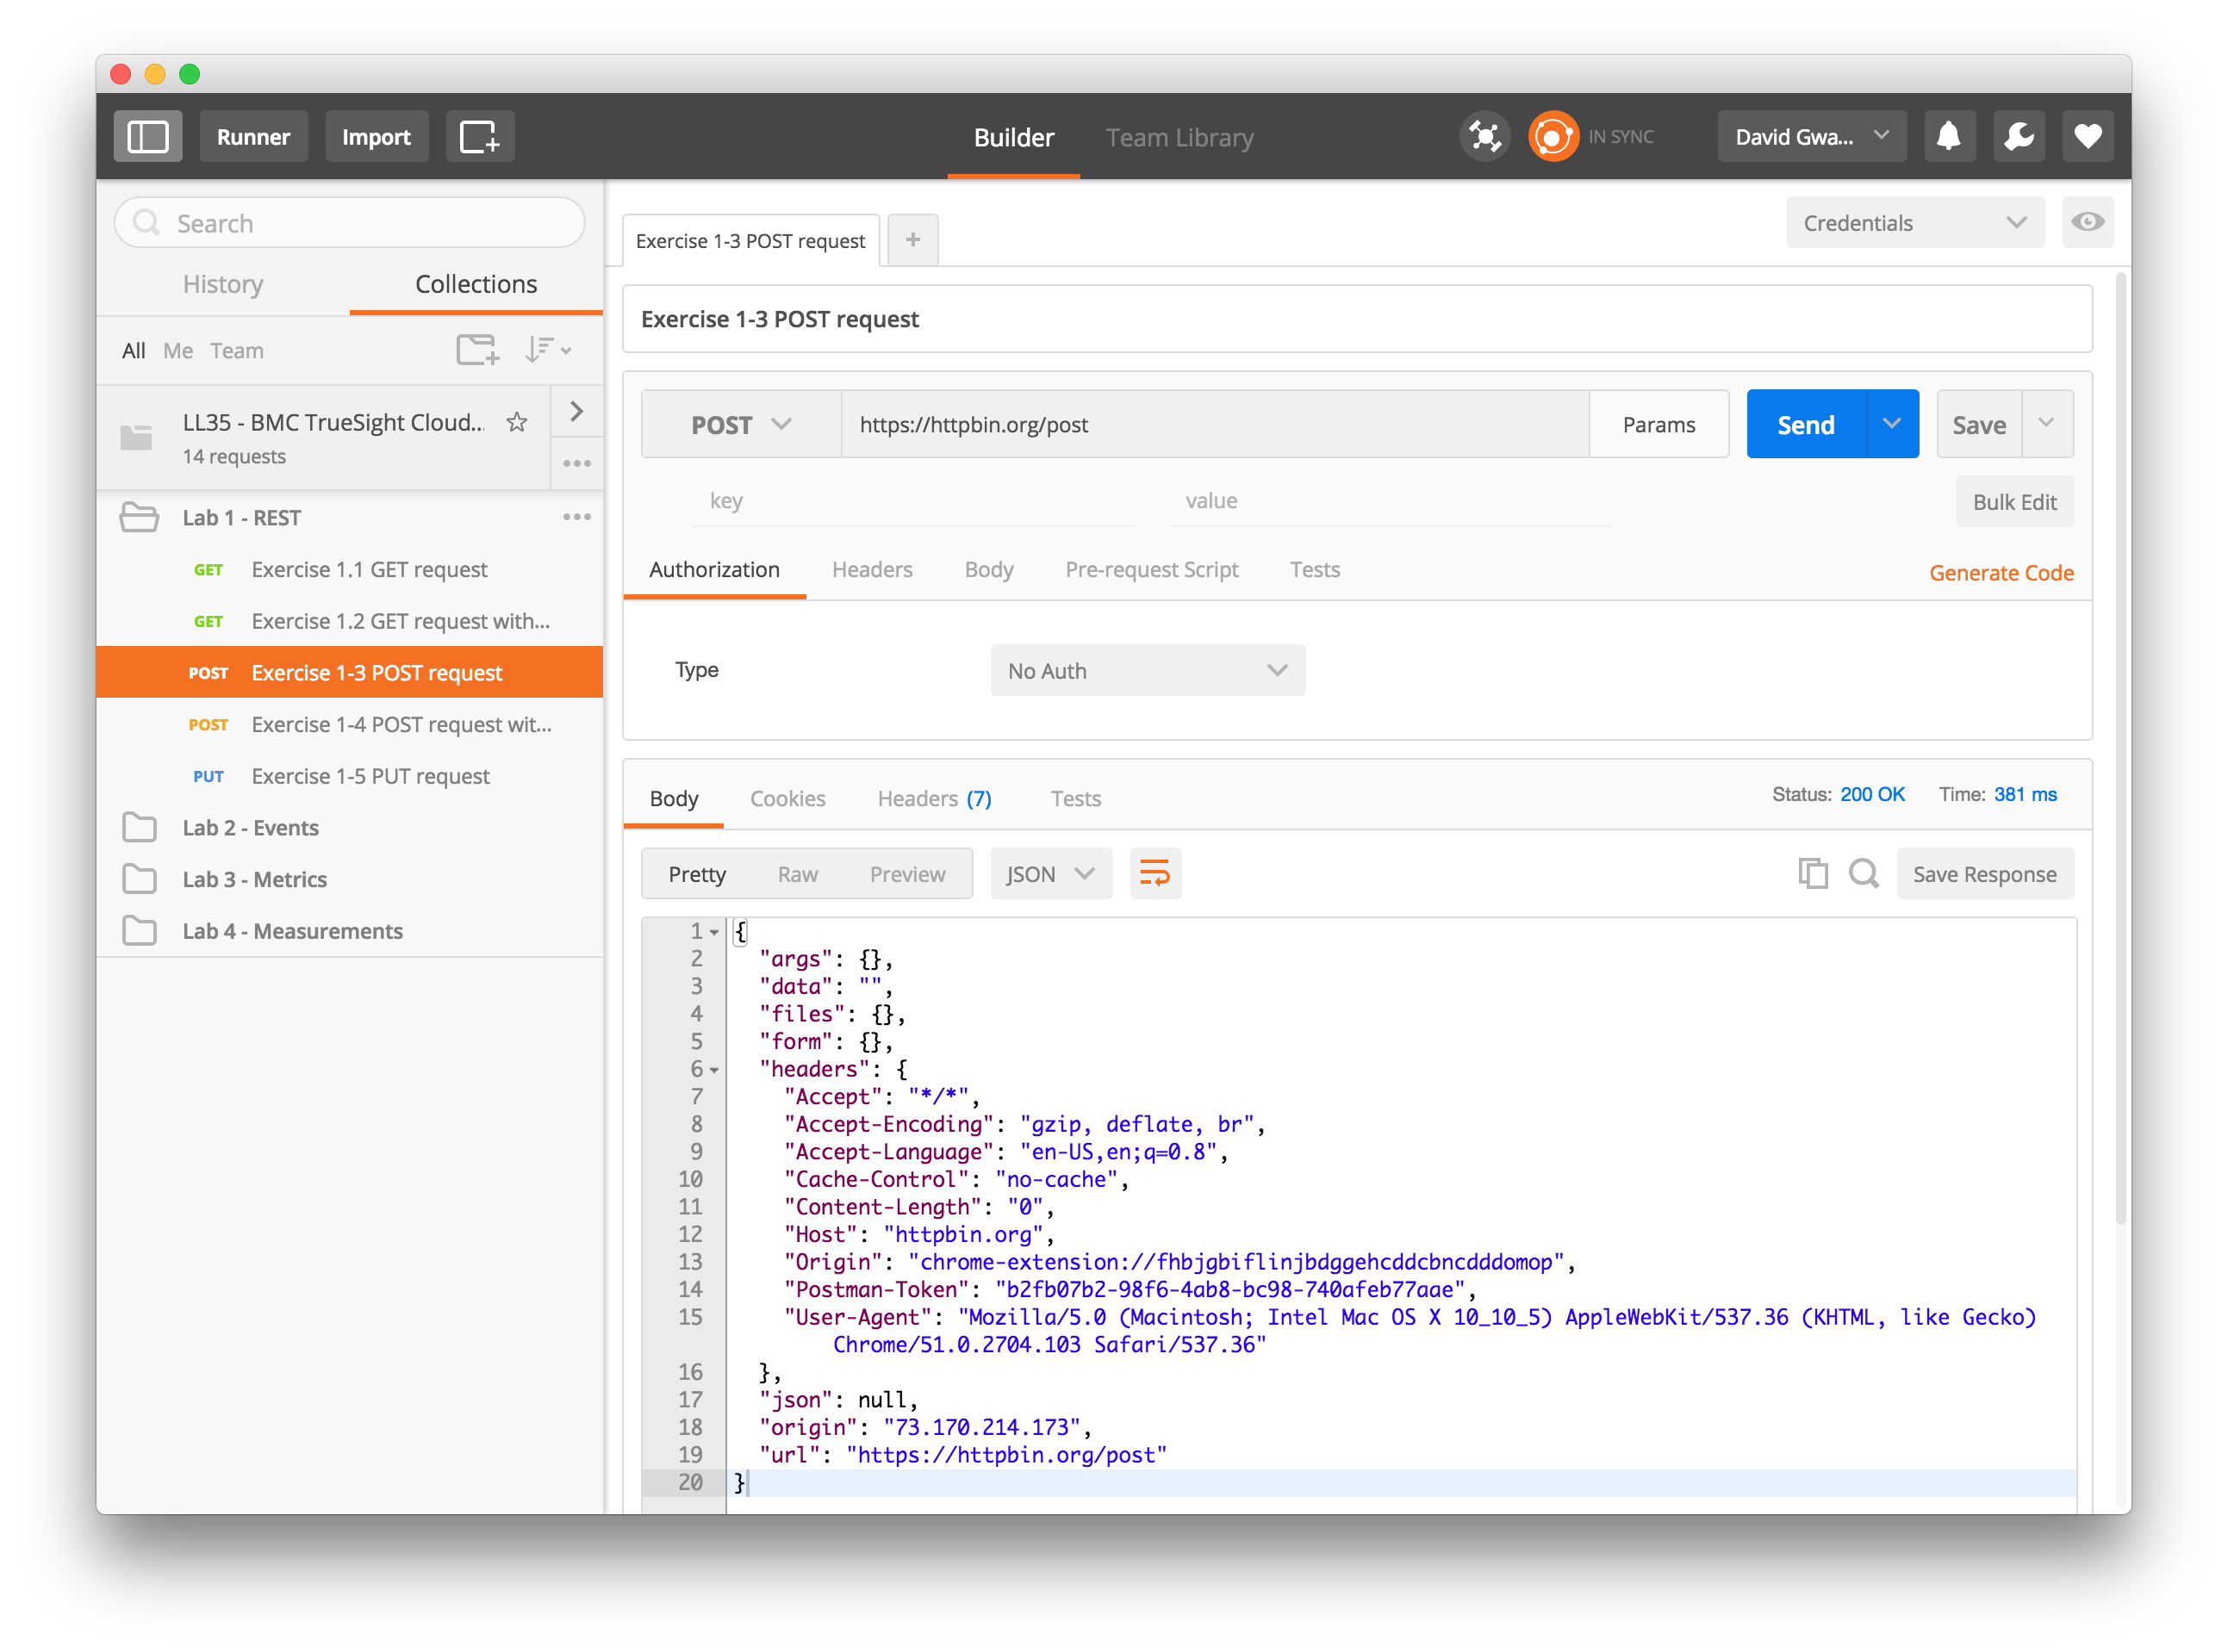 Runner
Import
Builder
Team Library
IN SYNC
David Gwa...
Search
History
Collections
All
Me
Team
LL35 - BMC TrueSight Cloud..
14 requests
Lab 1 - REST
GET Exercise 1.1 GET request
GET Exercise 1.2 GET request with...
POST Exercise 1-3 POST request
POST Exercise 1-4 POST request wit...
PUT Exercise 1-5 PUT request
Lab 2 - Events
Lab 3 - Metrics
Lab 4 - Measurements
Exercise 1-3 POST request
+
Credentials
Exercise 1-3 POST request
POST
https://httpbin.org/post
Params
Send
Save
key
value
Bulk Edit
Authorization
Headers
Body
Pre-request Script
Tests
Generate Code
Type
No Auth
Body
Cookies
Headers (7)
Tests
Status: 200 OK
Time: 381 ms
Pretty
Raw
Preview
JSON
Save Response
1 {
2 "args": {},
3 "data": "",
4 "files": {},
5 "form": {},
6 "headers": {
7 "Accept": "*/*",
8 "Accept-Encoding": "gzip, deflate, br",
9 "Accept-Language": "en-US,en;q=0.8",
10 "Cache-Control": "no-cache",
11 "Content-Length": "0",
12 "Host": "httpbin.org",
13 "Origin": "chrome-extension://fhbjgbiflinjbdggehcddcbncdddomop",
14 "Postman-Token": "b2fb07b2-98f6-4ab8-bc98-740afeb77aae",
15 "User-Agent": "Mozilla/5.0 (Macintosh; Intel Mac OS X 10_10_5) AppleWebKit/537.36 (KHTML, like Gecko)
Chrome/51.0.2704.103 Safari/537.36"
16 },
17 "json": null,
18 "origin": "73.170.214.173",
19 "url": "https://httpbin.org/post"
20 }